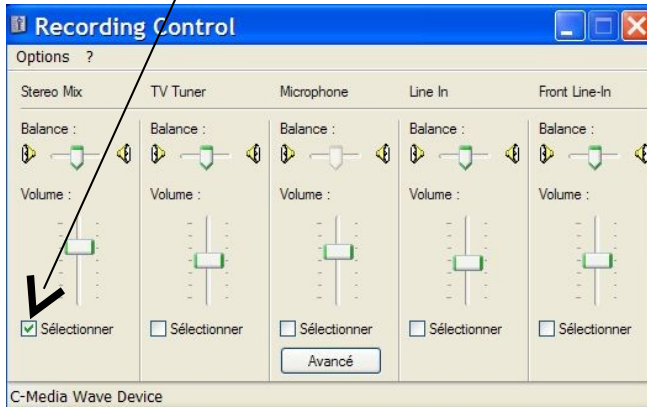 Recording Control
Options ?
Stereo Mix TV Tuner Microphone Line In Front Line-In
Balance : Balance : Balance : Balance : Balance :
Volume : Volume : Volume : Volume : Volume :
Sélectionner Sélectionner Sélectionner Sélectionner Sélectionner
Avancé
C-Media Wave Device